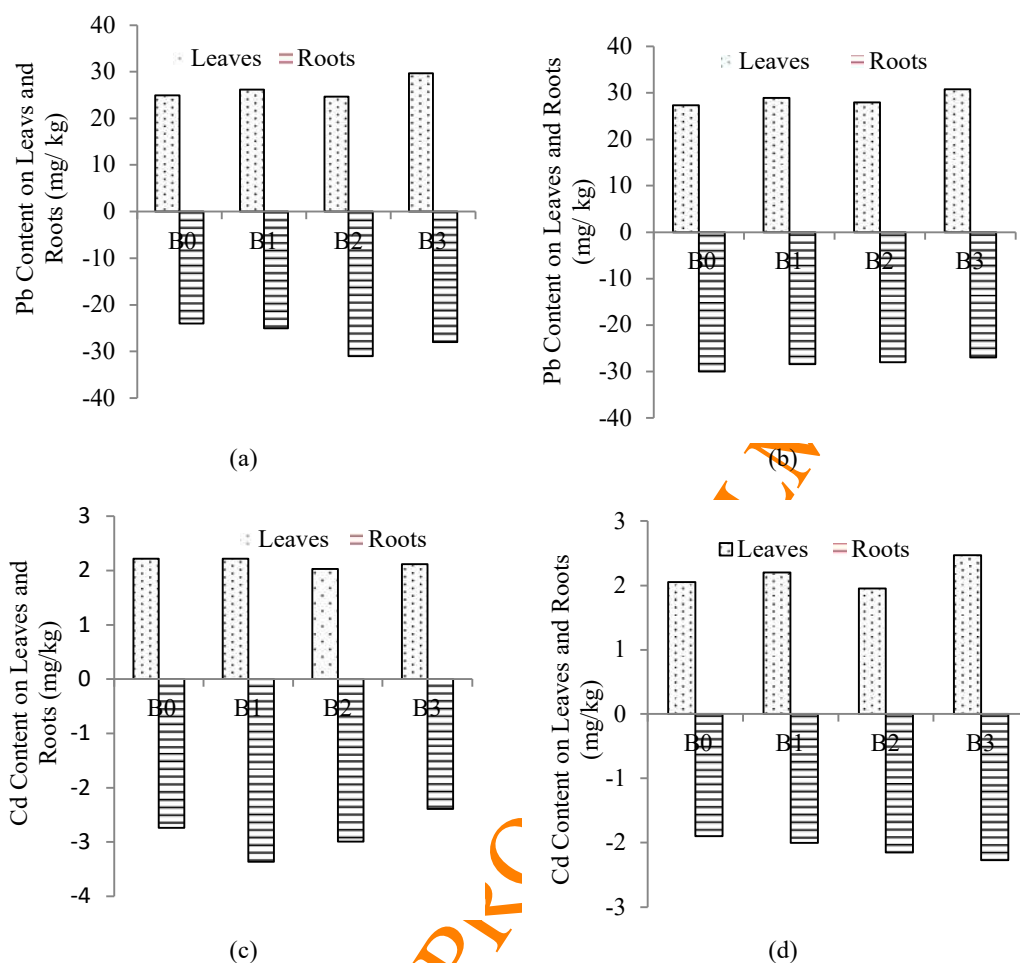 Pb Content on Leavs and
Roots (mg/ kg)
40
30
20
10
0
-10
-20
-30
-40
Leaves Roots
B0 B1 B2 B3
(a)
Pb Content on Leaves and Roots
(mg/ kg)
40
30
20
10
0
-10
-20
-30
-40
Leaves Roots
B0 B1 B2 B3
(b)
Cd Content on Leaves and
Roots (mg/kg)
3
2
1
0
-1
-2
-3
-4
Leaves Roots
B0 B1 B2 B3
(c)
Cd Content on Leaves and Roots
(mg/kg)
3
2
1
0
-1
-2
-3
Leaves Roots
B0 B1 B2 B3
(d)